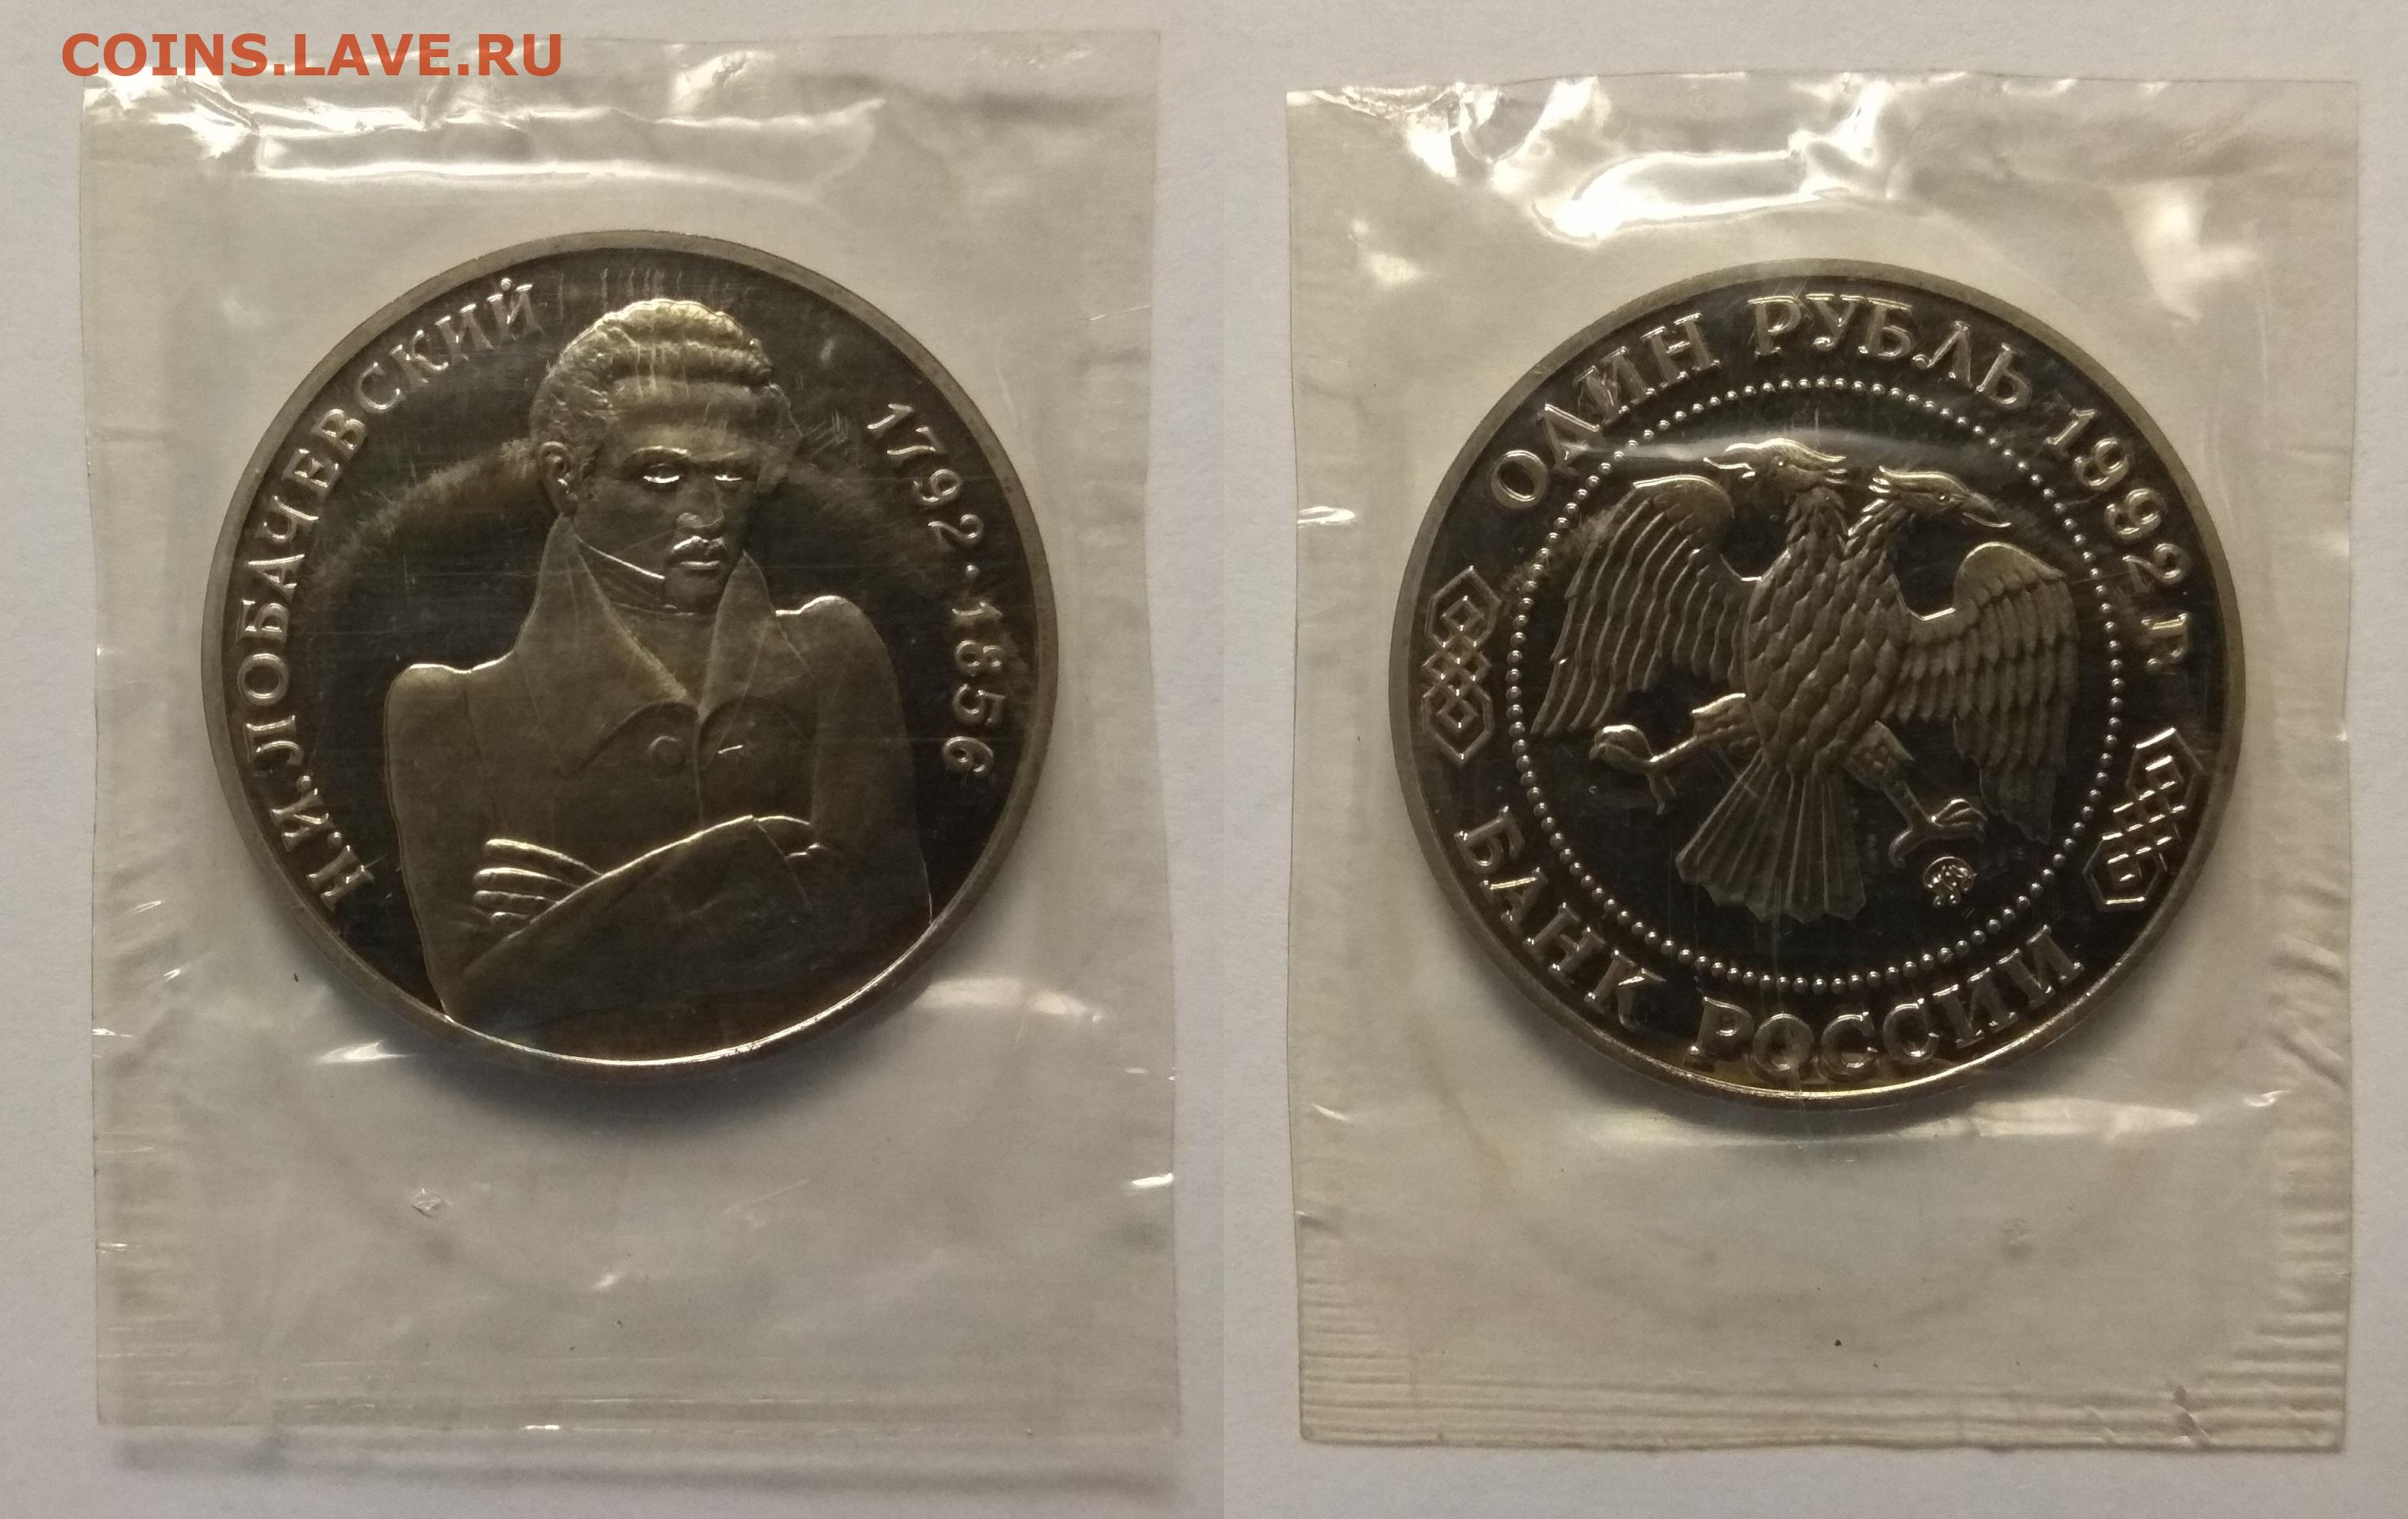 COINS.LAVE.RU
Н.И.ЛОБАЧЕВСКИЙ
1792·1856
ОДИН РУБЛЬ 1992 Г.
БАНК РОССИИ